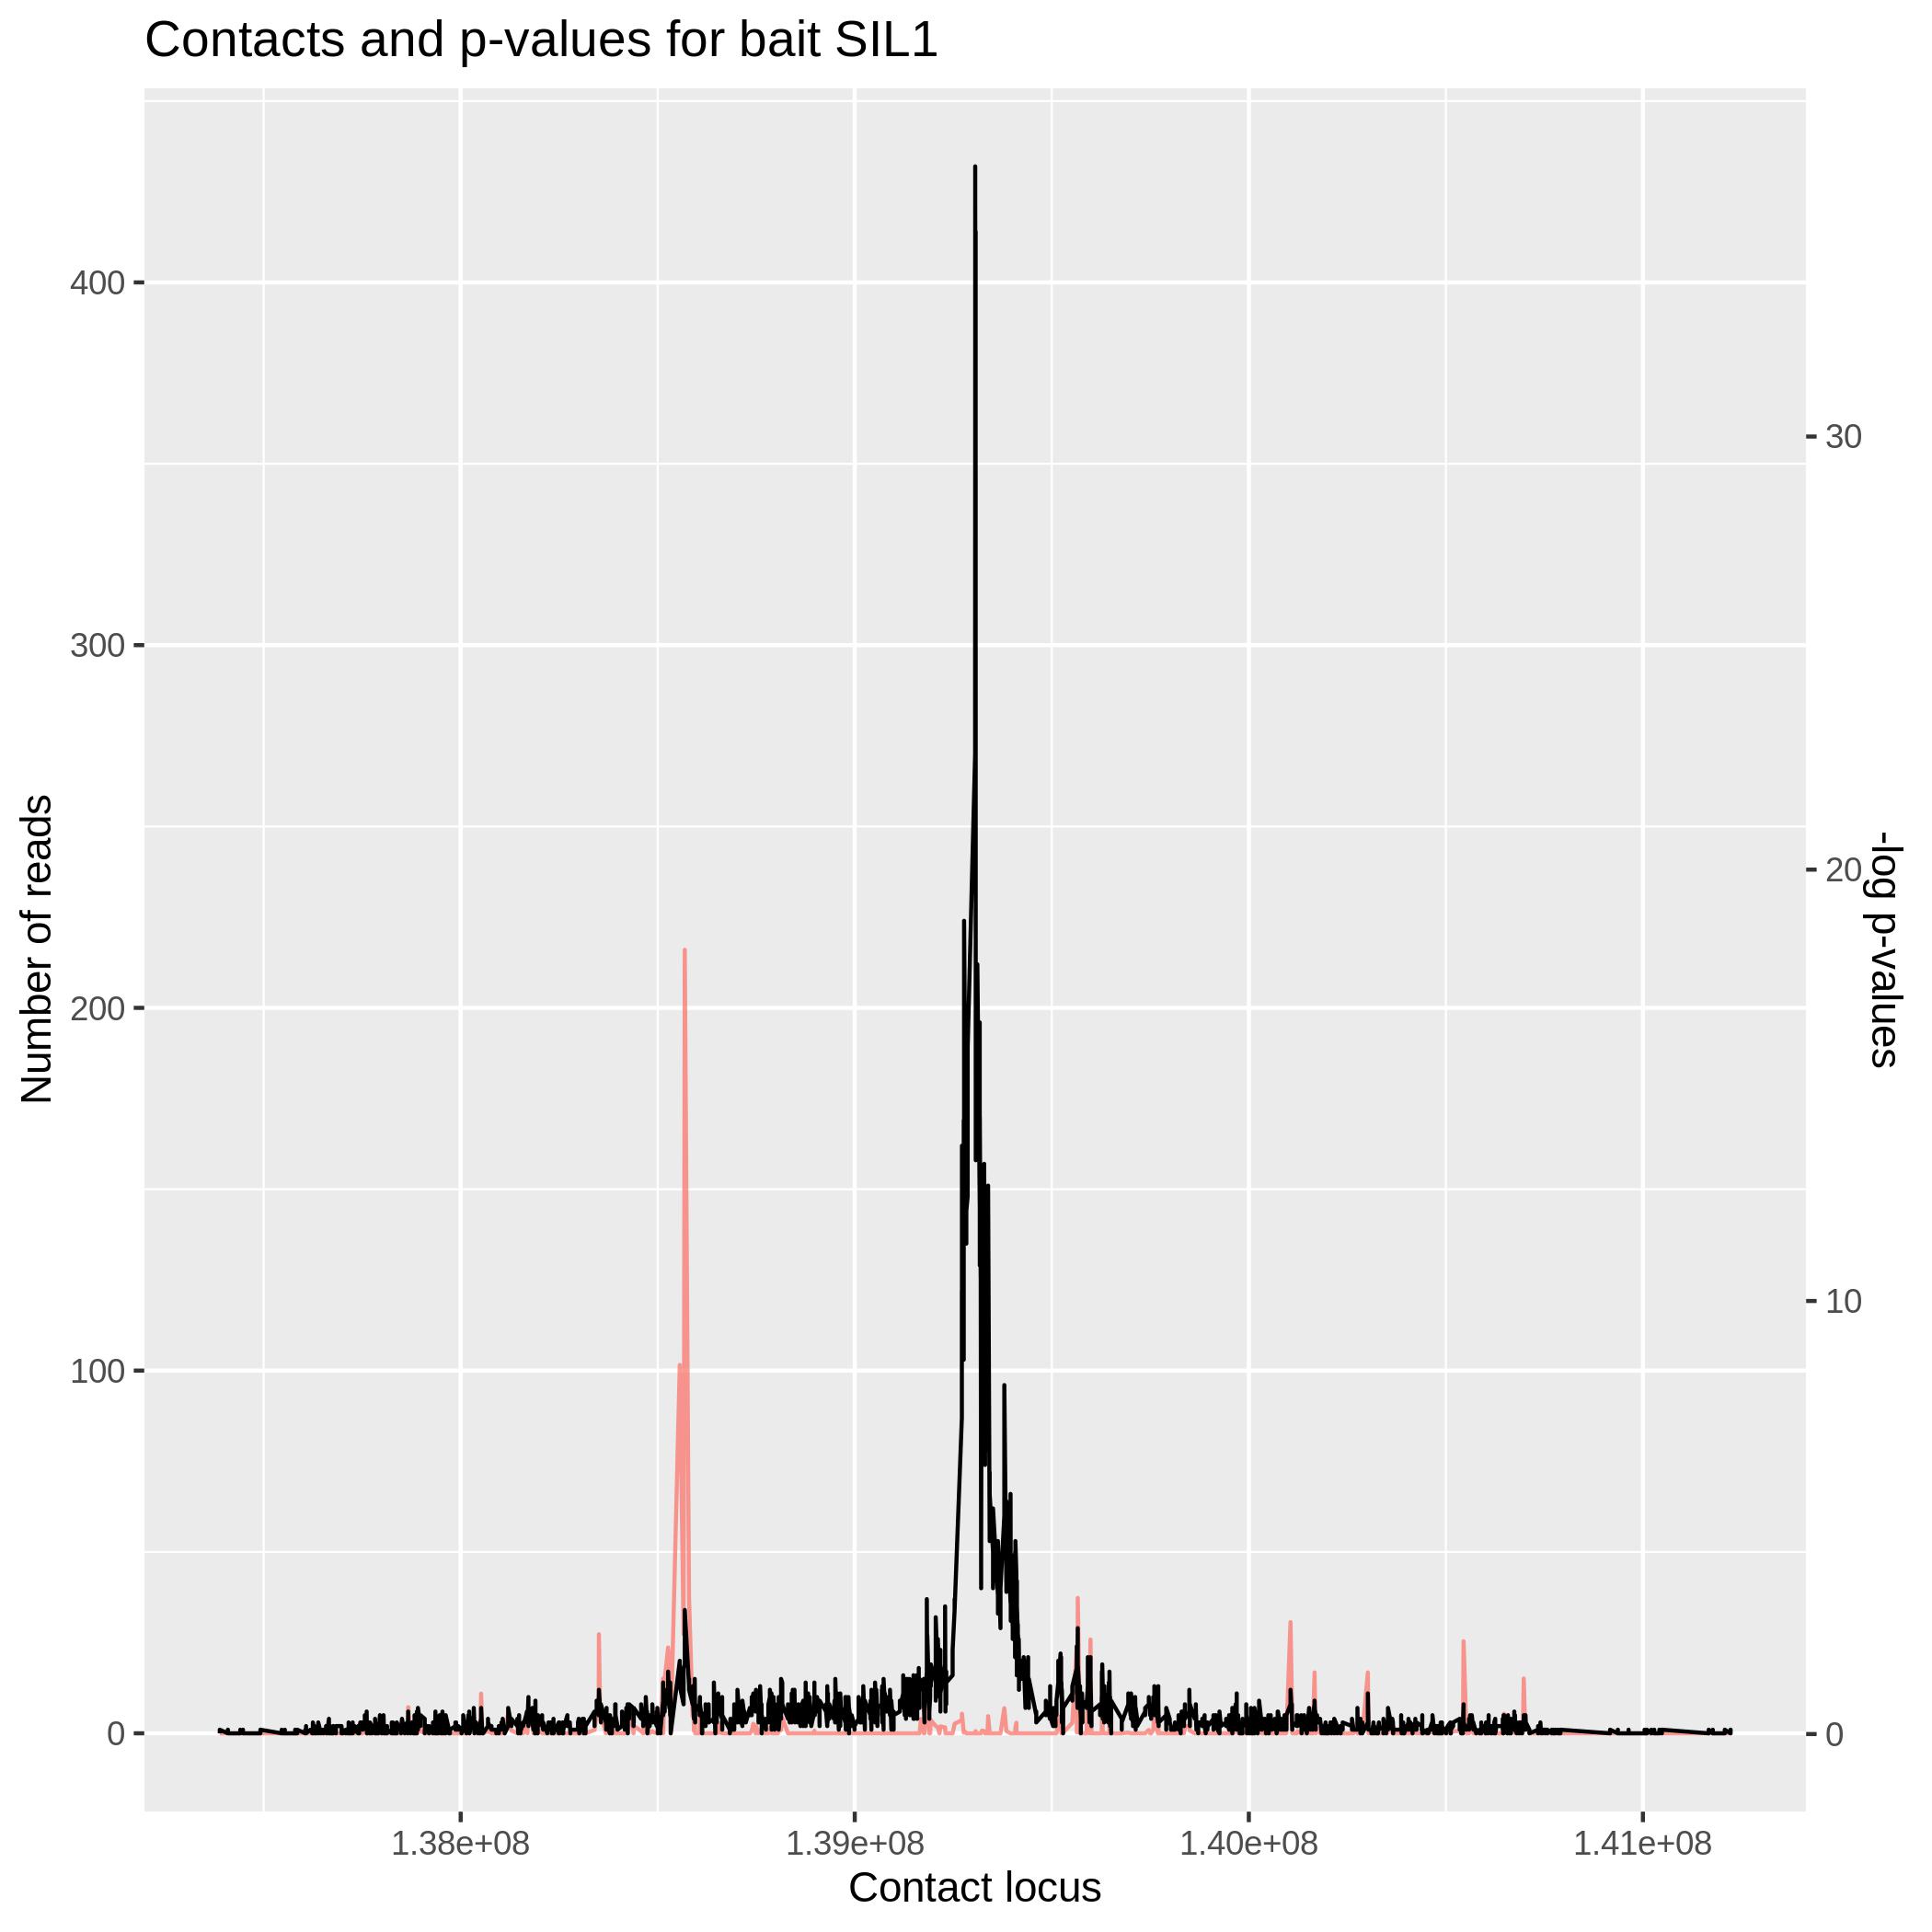 Contacts and p-values for bait SIL1
400
300
200
100
0
Number of reads
30
20
10
0
-log p-values
1.38e+08
1.39e+08
1.40e+08
1.41e+08
Contact locus